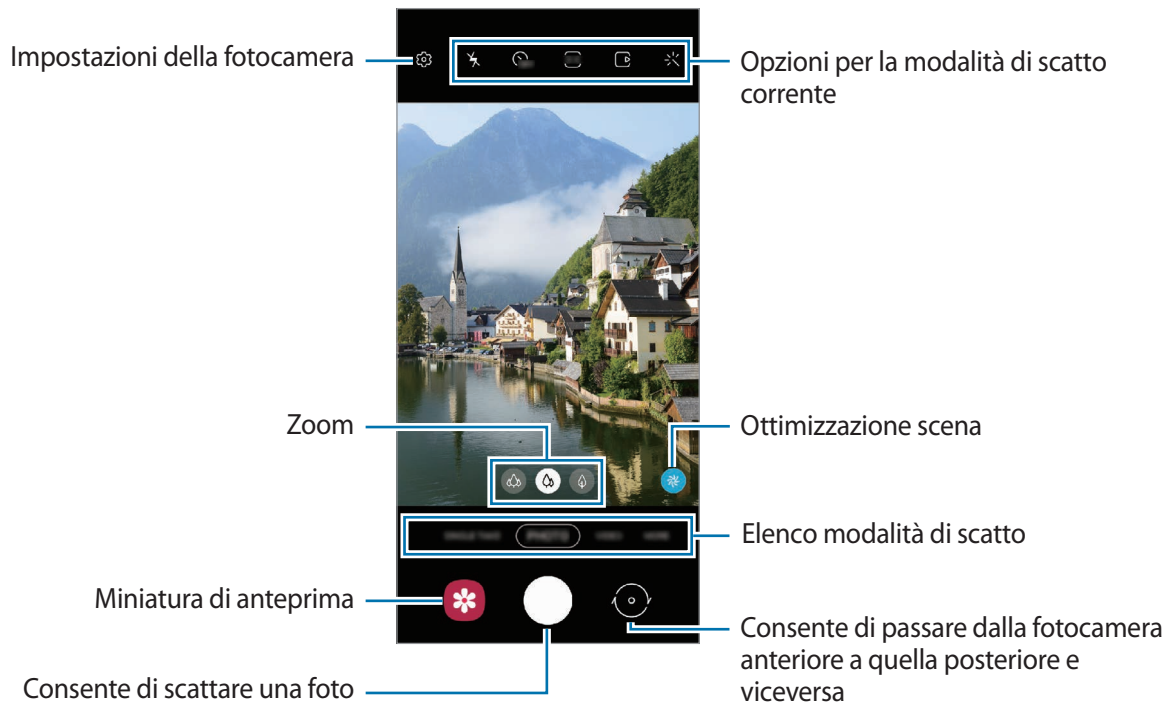 Impostazioni della fotocamera
Opzioni per la modalità di scatto
corrente
Zoom
Ottimizzazione scena
PHOTO
Elenco modalità di scatto
Miniatura di anteprima
Consente di passare dalla fotocamera
anteriore a quella posteriore e
viceversa
Consente di scattare una foto